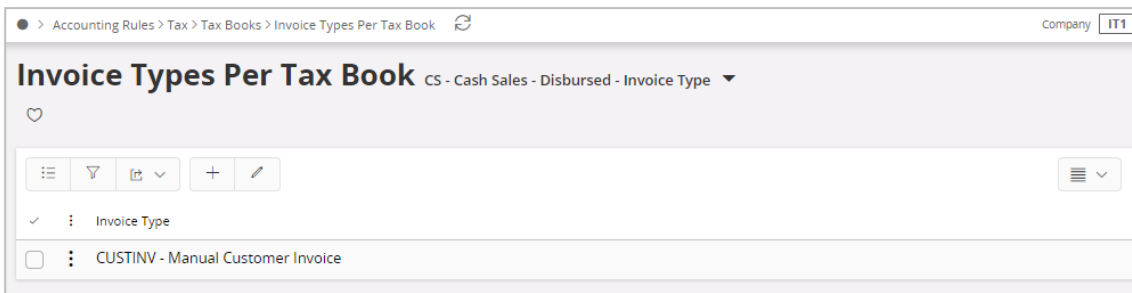 Accounting Rules > Tax > Tax Books > Invoice Types Per Tax Book
Company IT1
Invoice Types Per Tax Book CS - Cash Sales - Disbursed - Invoice Type
Invoice Type
CUSTINV - Manual Customer Invoice